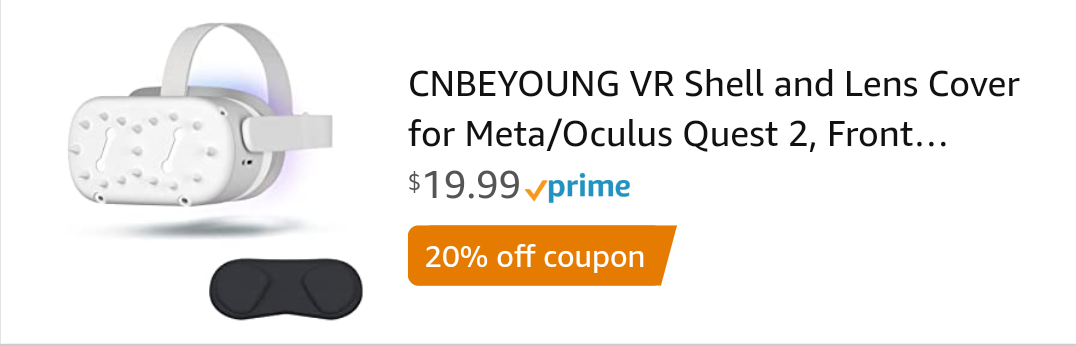 CNBEYOUNG VR Shell and Lens Cover
for Meta/Oculus Quest 2, Front...
$19.99 prime
20% off coupon